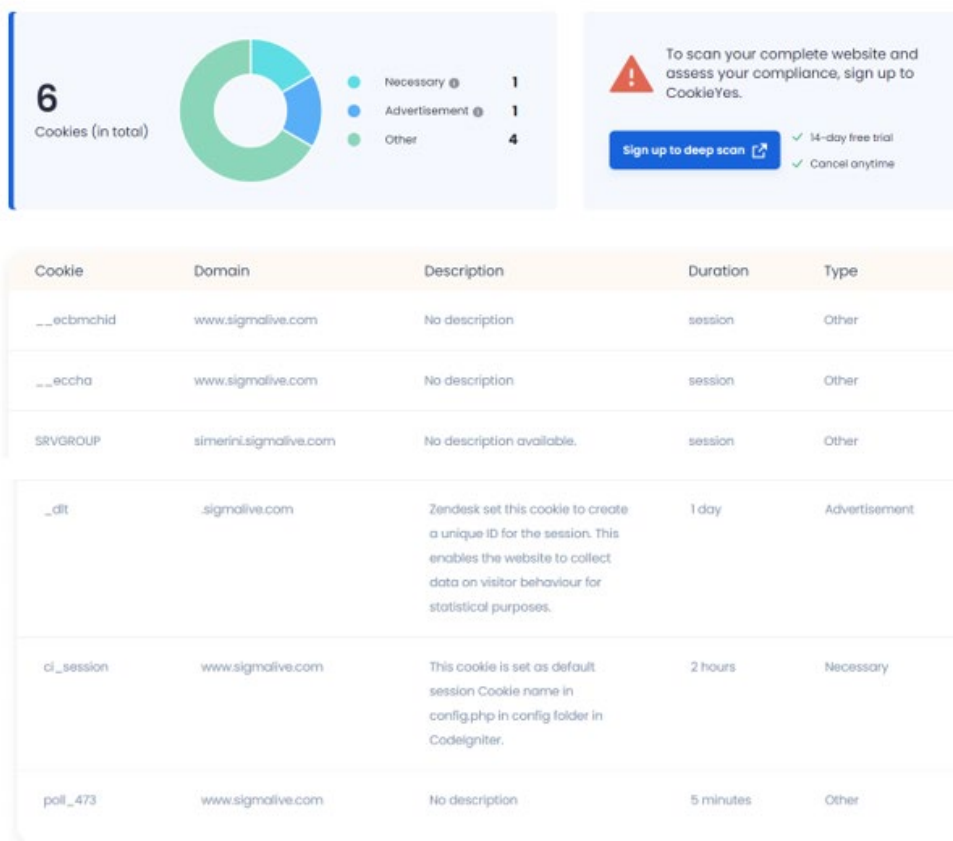 6
Cookies (in total)
Necessary 1
Advertisement 1
Other 4
To scan your complete website and
assess your compliance, sign up to
CookieYes.
Sign up to deep scan
14-day free trial
Cancel anytime
Cookie Domain Description Duration Type
__ecbmchid www.sigmalive.com No description session Other
__eccha www.sigmalive.com No description session Other
SRVGROUP simerini.sigmalive.com No description available. session Other
_dlt .sigmalive.com Zendesk set this cookie to create 1 day Advertisement
a unique ID for the session. This
enables the website to collect
data on visitor behaviour for
statistical purposes.
ci_session www.sigmalive.com This cookie is set as default 2 hours Necessary
session Cookie name in
config.php in config folder in
CodeIgniter.
poll_473 www.sigmalive.com No description 5 minutes Other